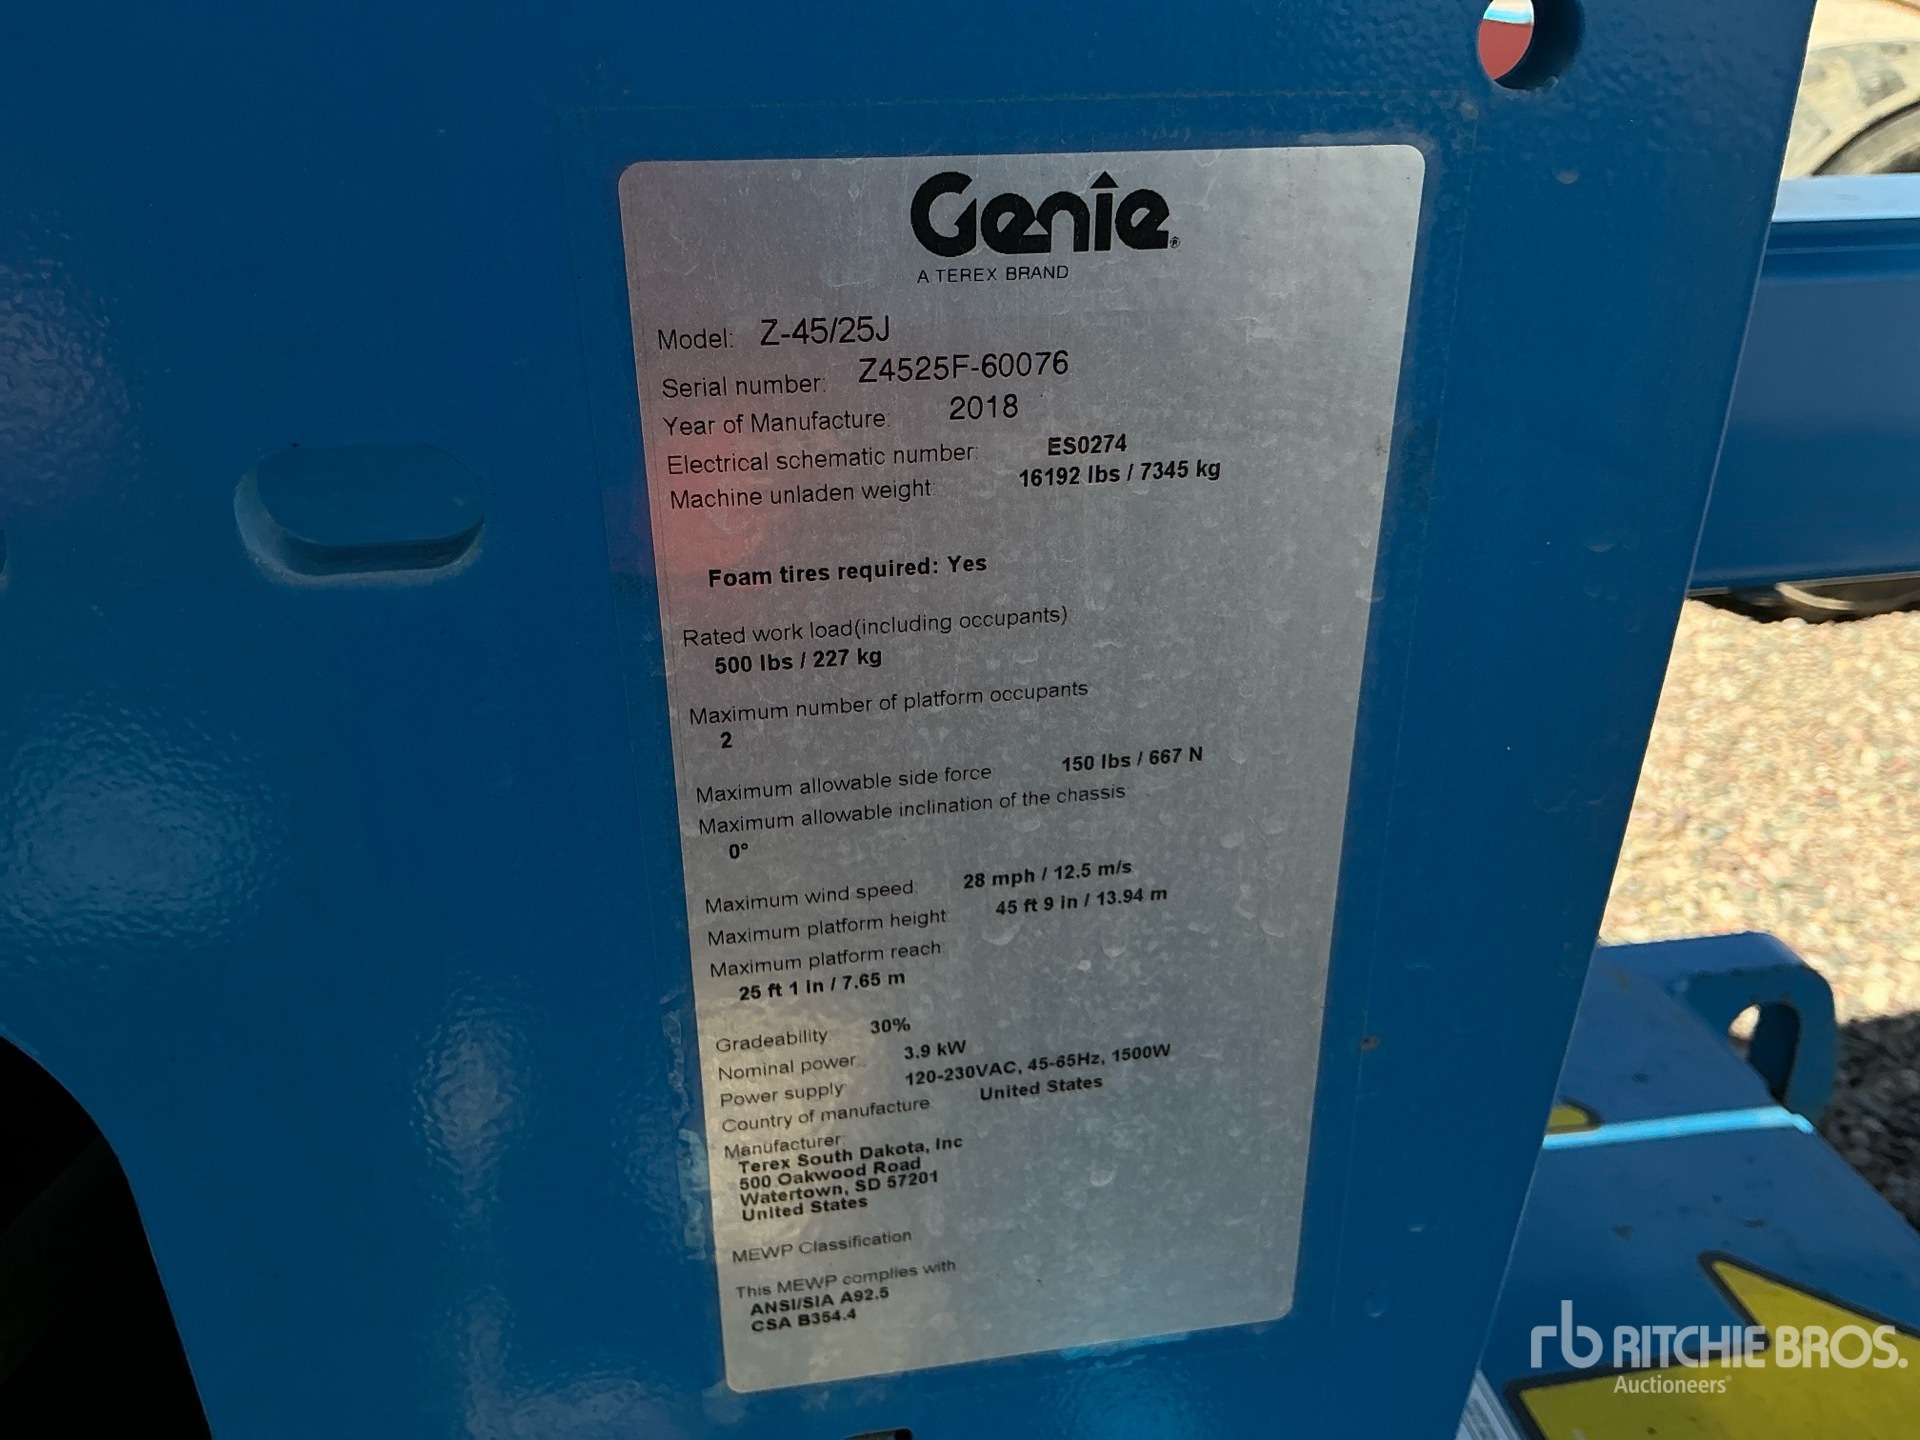 Genie®
A TEREX BRAND
Model: Z-45/25J
Serial number: Z4525F-60076
Year of Manufacture: 2018
Electrical schematic number: ES0274
Machine unladen weight: 16192 lbs / 7345 kg
Foam tires required: Yes
Rated work load(including occupants)
500 lbs / 227 kg
Maximum number of platform occupants
2
Maximum allowable side force 150 lbs / 667 N
Maximum allowable inclination of the chassis
0°
Maximum wind speed: 28 mph / 12.5 m/s
Maximum platform height 45 ft 9 in / 13.94 m
Maximum platform reach:
25 ft 1 in / 7.65 m
Gradeability 30%
Nominal power: 3.9 kW
Power supply: 120-230VAC, 45-65Hz, 1500W
Country of manufacture United States
Manufacturer:
Terex South Dakota, Inc
500 Oakwood Road
Watertown, SD 57201
United States
MEWP Classification
This MEWP complies with
ANSI/SIA A92.5
CSA B354.4
rb RITCHIE BROS.
Auctioneers®